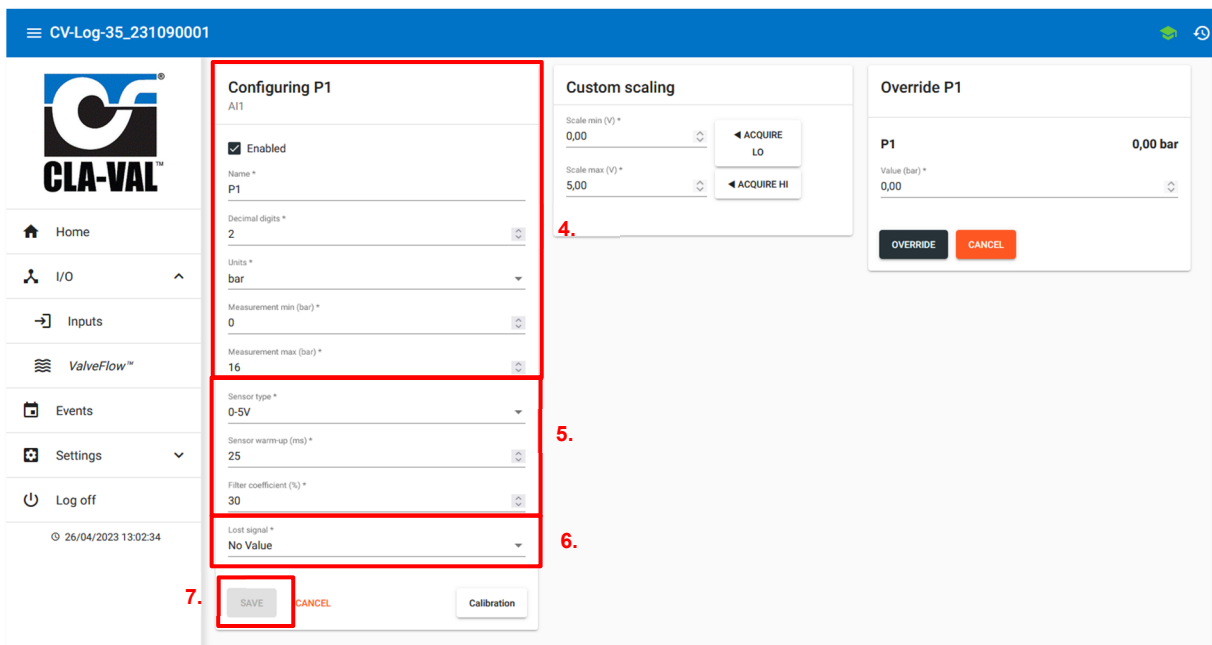 CV-Log-35_231090001
®
CLA-VAL™
Home
I/O
Inputs
ValveFlow™
Events
Settings
Log off
26/04/2023 13:02:34
Configuring P1
AI1
Enabled
Name *
P1
Decimal digits *
2
Units *
bar
Measurement min (bar) *
0
Measurement max (bar) *
16
4.
Sensor type *
0-5V
Sensor warm-up (ms) *
25
Filter coefficient (%) *
30
5.
Lost signal *
No Value
6.
7.
SAVE
CANCEL
Calibration
Custom scaling
Scale min (V) *
0,00
ACQUIRE
LO
Scale max (V) *
5,00
ACQUIRE HI
Override P1
P1 0,00 bar
Value (bar) *
0,00
OVERRIDE
CANCEL